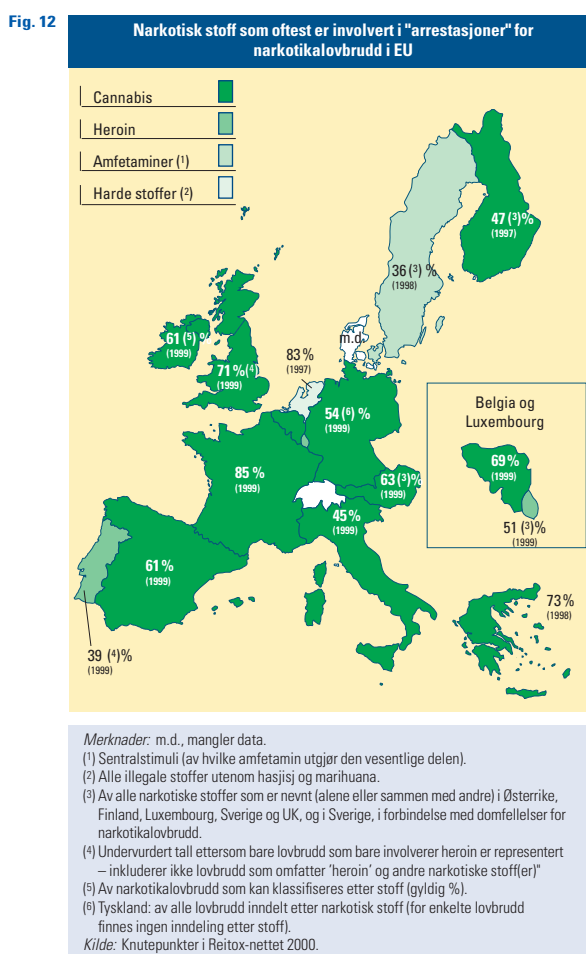 Fig. 12
Narkotisk stoff som oftest er involvert i "arrestasjoner" for
narkotikalovbrudd i EU
Cannabis
Heroin
Amfetaminer (¹)
Harde stoffer (²)
47 (³)%
(1997)
36 (³) %
(1998)
m.d.
61 (⁵) %
(1999)
71 %(⁴)
(1999)
83 %
(1997)
54 (⁶) %
(1999)
Belgia og
Luxembourg
69 %
(1999)
51 (³)%
(1999)
85 %
(1999)
63 (³)%
(1999)
45 %
(1999)
61 %
(1999)
73 %
(1998)
39 (⁴)%
(1999)
Merknader: m.d., mangler data.
(¹) Sentralstimuli (av hvilke amfetamin utgjør den vesentlige delen).
(²) Alle illegale stoffer utenom hasjisj og marihuana.
(³) Av alle narkotiske stoffer som er nevnt (alene eller sammen med andre) i Østerrike,
Finland, Luxembourg, Sverige og UK, og i Sverige, i forbindelse med domfellelser for
narkotikalovbrudd.
(⁴) Undervurdert tall ettersom bare lovbrudd som bare involverer heroin er representert
– inkluderer ikke lovbrudd som omfatter 'heroin' og andre narkotiske stoff(er)"
(⁵) Av narkotikalovbrudd som kan klassifiseres etter stoff (gyldig %).
(⁶) Tyskland: av alle lovbrudd inndelt etter narkotisk stoff (for enkelte lovbrudd
finnes ingen inndeling etter stoff).
Kilde: Knutepunkter i Reitox-nettet 2000.